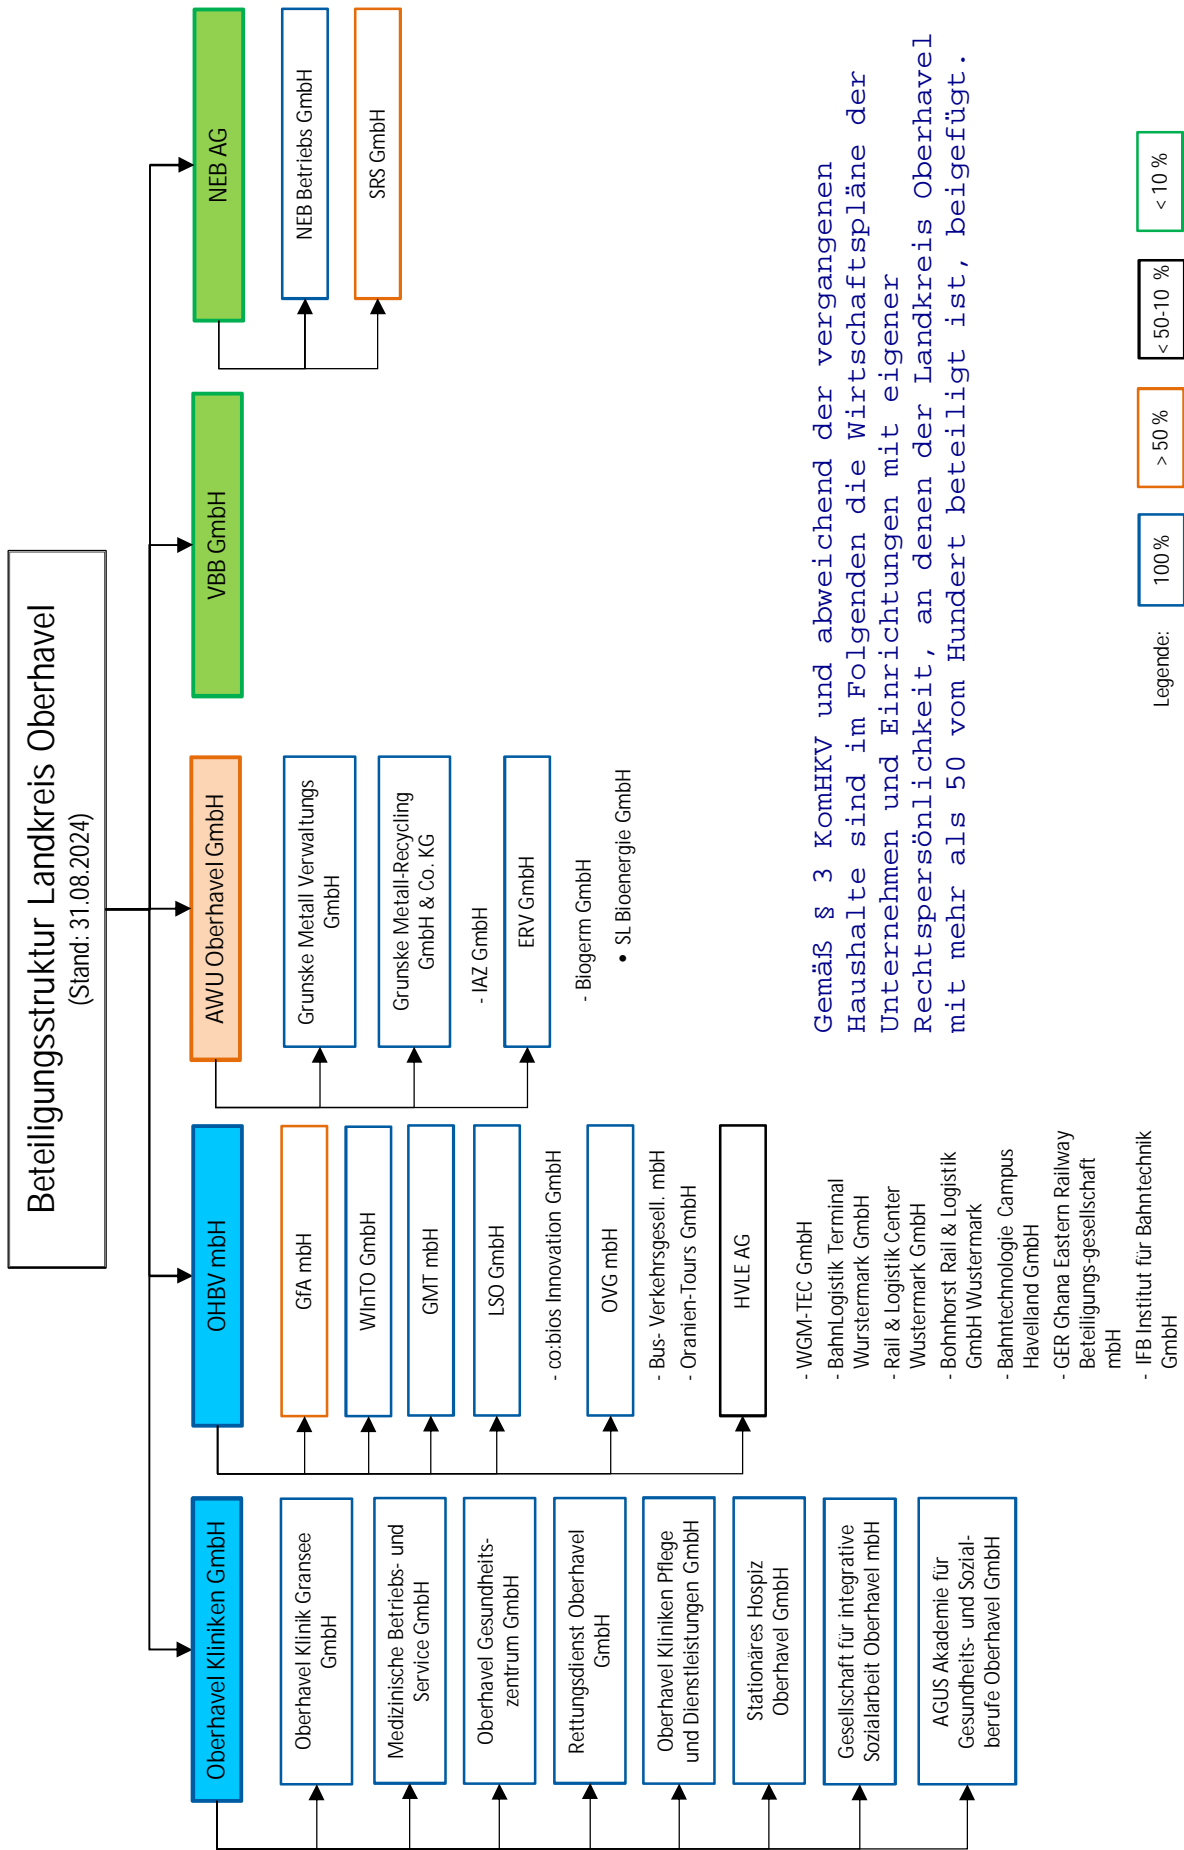 Beteiligungsstruktur Landkreis Oberhavel
(Stand: 31.08.2024)
Oberhavel Kliniken GmbH
Oberhavel Klinik Gransee
GmbH
Medizinische Betriebs- und
Service GmbH
Oberhavel Gesundheits-
zentrum GmbH
Rettungsdienst Oberhavel
GmbH
Oberhavel Kliniken Pflege
und Dienstleistungen GmbH
Stationäres Hospiz
Oberhavel GmbH
Gesellschaft für integrative
Sozialarbeit Oberhavel mbH
AGUS Akademie für
Gesundheits- und Sozial-
berufe Oberhavel GmbH
OHBV mbH
GfA mbH
WInTO GmbH
GMT mbH
LSO GmbH
- co:bios Innovation GmbH
OVG mbH
- Bus- Verkehrsgesell. mbH
- Oranien-Tours GmbH
HVLE AG
- WGM-TEC GmbH
- BahnLogistik Terminal
Wurstermark GmbH
- Rail & Logistik Center
Wustermark GmbH
- Bohnhorst Rail & Logistik
GmbH Wustermark
- Bahntechnologie Campus
Havelland GmbH
- GER Ghana Eastern Railway
Beteiligungs-gesellschaft
mbH
- IFB Institut für Bahntechnik
GmbH
AWU Oberhavel GmbH
Grunske Metall Verwaltungs
GmbH
Grunske Metall-Recycling
GmbH & Co. KG
- IAZ GmbH
ERV GmbH
- Biogerm GmbH
• SL Bioenergie GmbH
VBB GmbH
NEB AG
NEB Betriebs GmbH
SRS GmbH
Gemäß § 3 KomHKV und abweichend der vergangenen
Haushalte sind im Folgenden die Wirtschaftspläne der
Unternehmen und Einrichtungen mit eigener
Rechtspersönlichkeit, an denen der Landkreis Oberhavel
mit mehr als 50 vom Hundert beteiligt ist, beigefügt.
Legende:
100 %
> 50 %
< 50-10 %
< 10 %